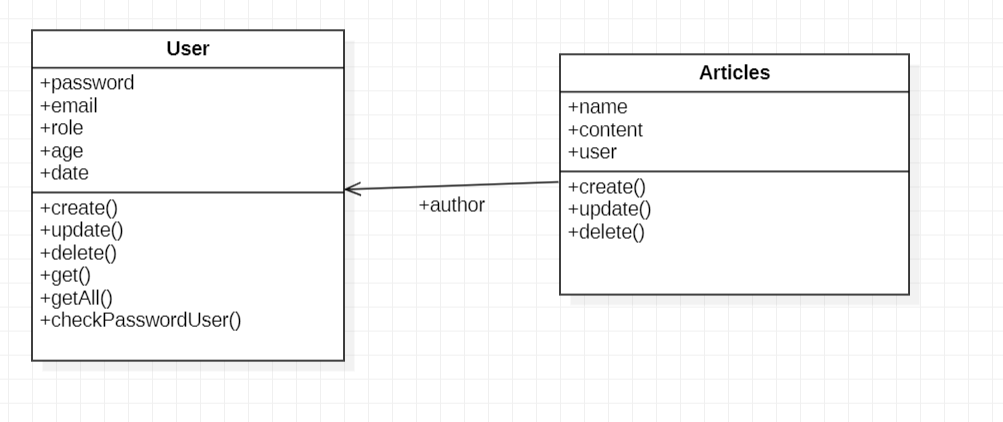 User
+password
+email
+role
+age
+date
+create()
+update()
+delete()
+get()
+getAll()
+checkPasswordUser()
+author
Articles
+name
+content
+user
+create()
+update()
+delete()